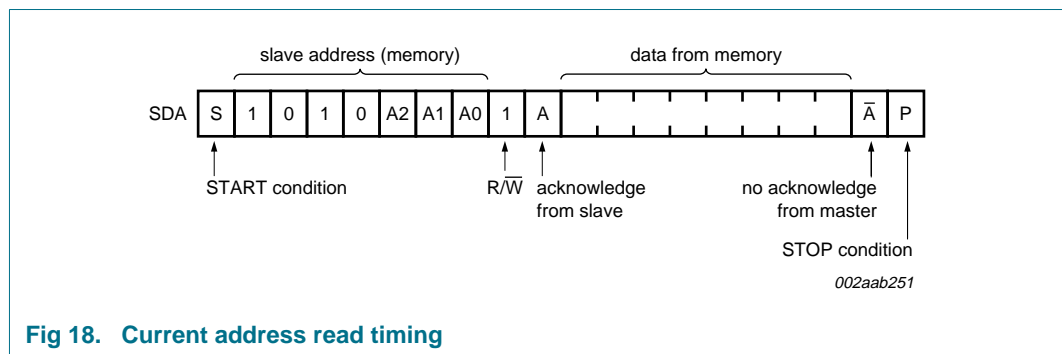 slave address (memory) data from memory
SDA S 1 0 1 0 A2 A1 A0 1 A A̅ P
START condition R/W̅ acknowledge no acknowledge
from slave from master
STOP condition
002aab251
Fig 18. Current address read timing